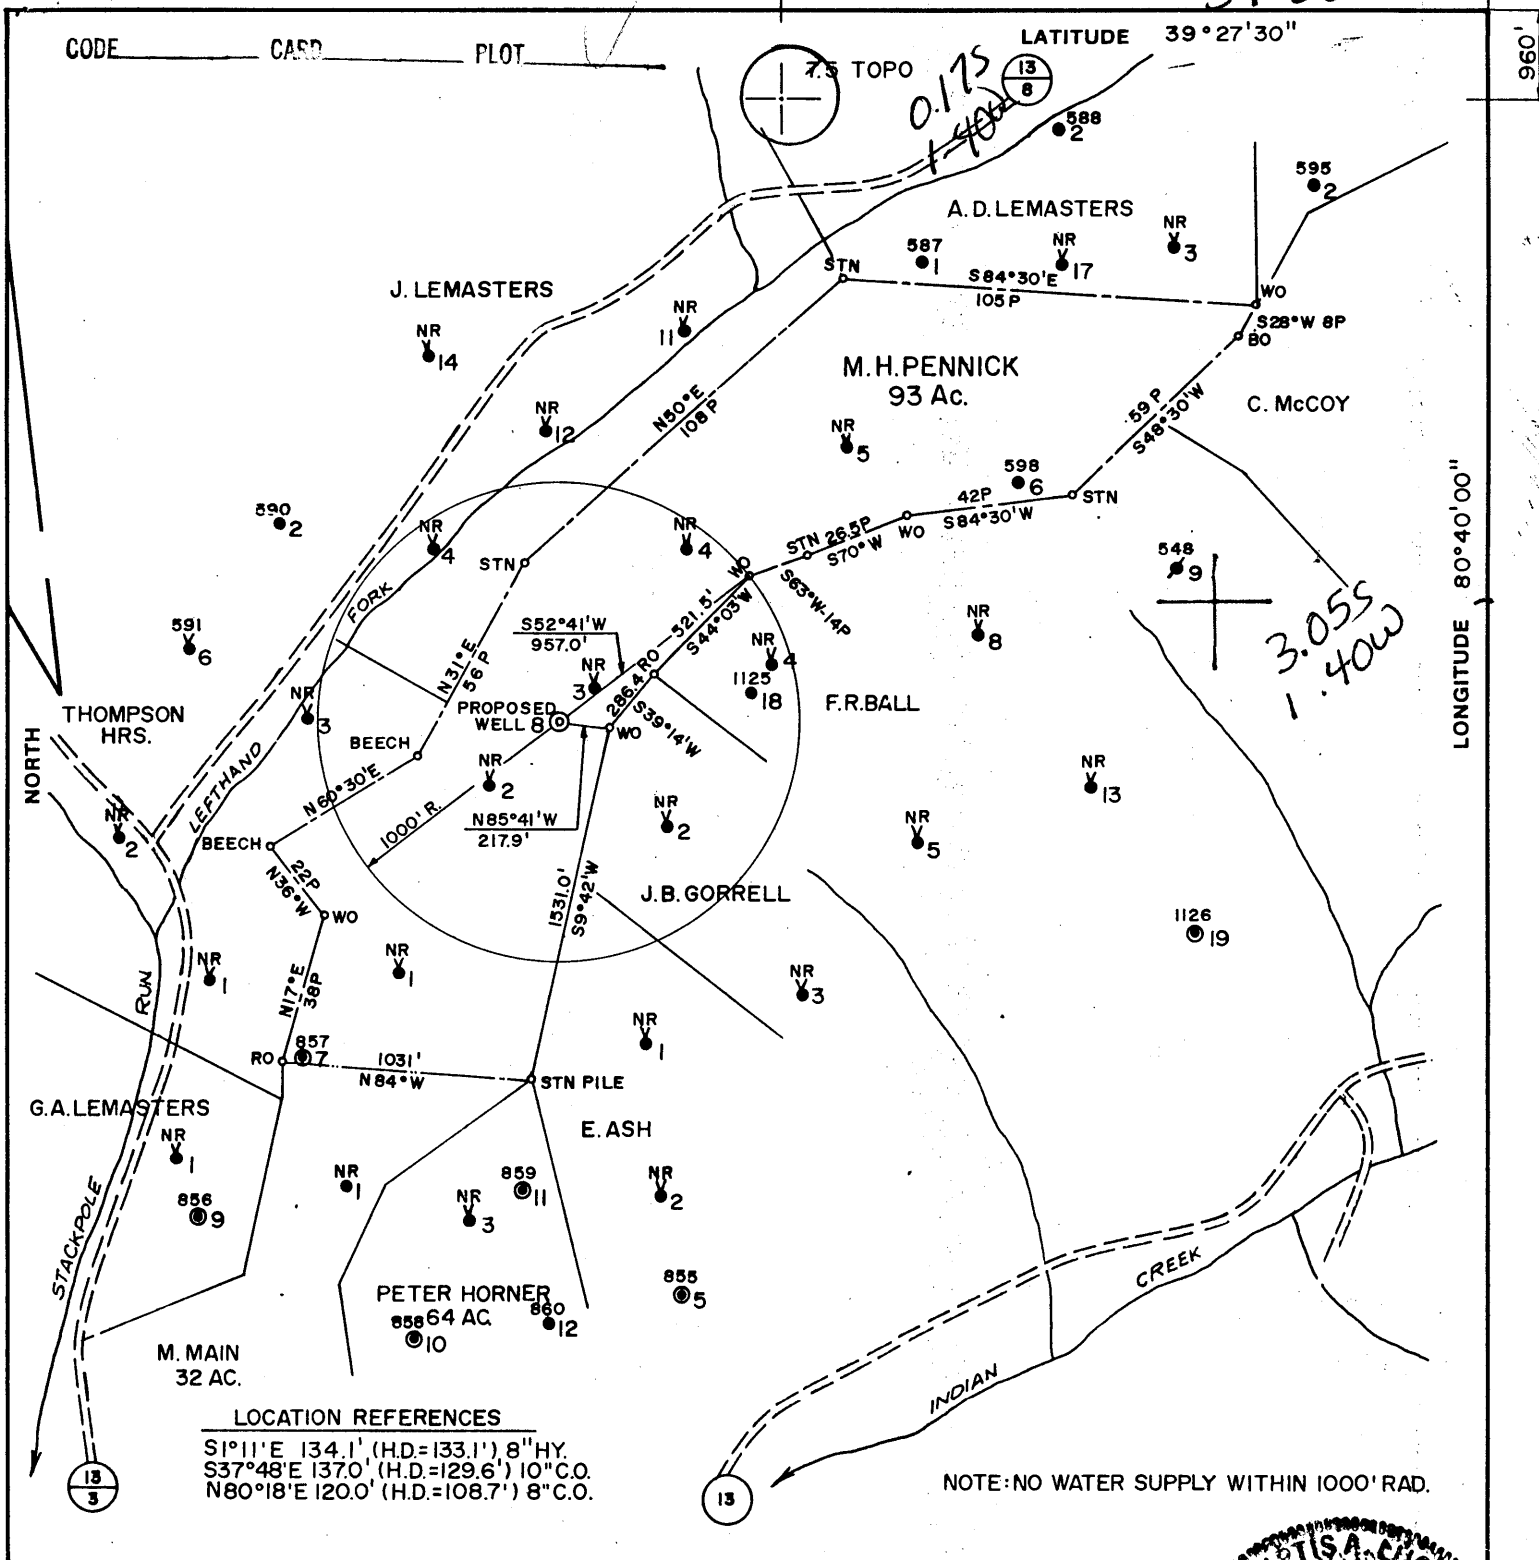 LATITUDE 39°27'30"
960'
CODE CARD PLOT
7.5 TOPO
0.17S
1.40W
13
8
588
2
595
2
A.D. LEMASTERS
NR
3
587
1
NR
17
STN
S84°30'E
105P
WO
S28°W 8P
BO
J. LEMASTERS
NR
14
NR
11
M.H. PENNICK
93 Ac.
C. McCOY
NR
12
N50°E
108P
NR
5
59 P
S48°30'W
598
6
42P
S84°30'W
STN
WO
590
2
NR
4
NR
4
STN
STN 26.5P
S70°W
WO
S63°W-14P
548
9
LONGITUDE 80°40'00"
3.05S
1.40W
FORK
591
6
521.5'
S44°03'W
S52°41'W
957.0'
N31°E
56 P
NR
3
RO
NR
4
1125
18
NR
8
F.R. BALL
THOMPSON
HRS.
NR
3
PROPOSED
WELL 8
286.4
S39°14'W
WO
BEECH
NORTH
LEFTHAND
NR
2
N60°30'E
NR
2
1000' R.
N85°41'W
217.9'
NR
2
NR
13
NR
5
BEECH
22P
N36°W
WO
J.B. GORRELL
1531.0'
S9°42'W
1126
19
RUN
NR
1
NR
1
N17°E
38P
NR
3
NR
1
RO
857
7
1031'
N84°W
STN PILE
G.A. LEMASTERS
E. ASH
NR
1
NR
1
859
11
NR
2
856
9
NR
3
STACKPOLE
855
5
PETER HORNER
64 AC.
860
12
858
10
CREEK
M. MAIN
32 AC.
INDIAN
LOCATION REFERENCES
S1°11'E 134.1' (H.D.=133.1') 8"HY.
S37°48'E 137.0' (H.D.=129.6') 10"C.O.
N80°18'E 120.0' (H.D.=108.7') 8"C.O.
13
3
13
NOTE: NO WATER SUPPLY WITHIN 1000' RAD.